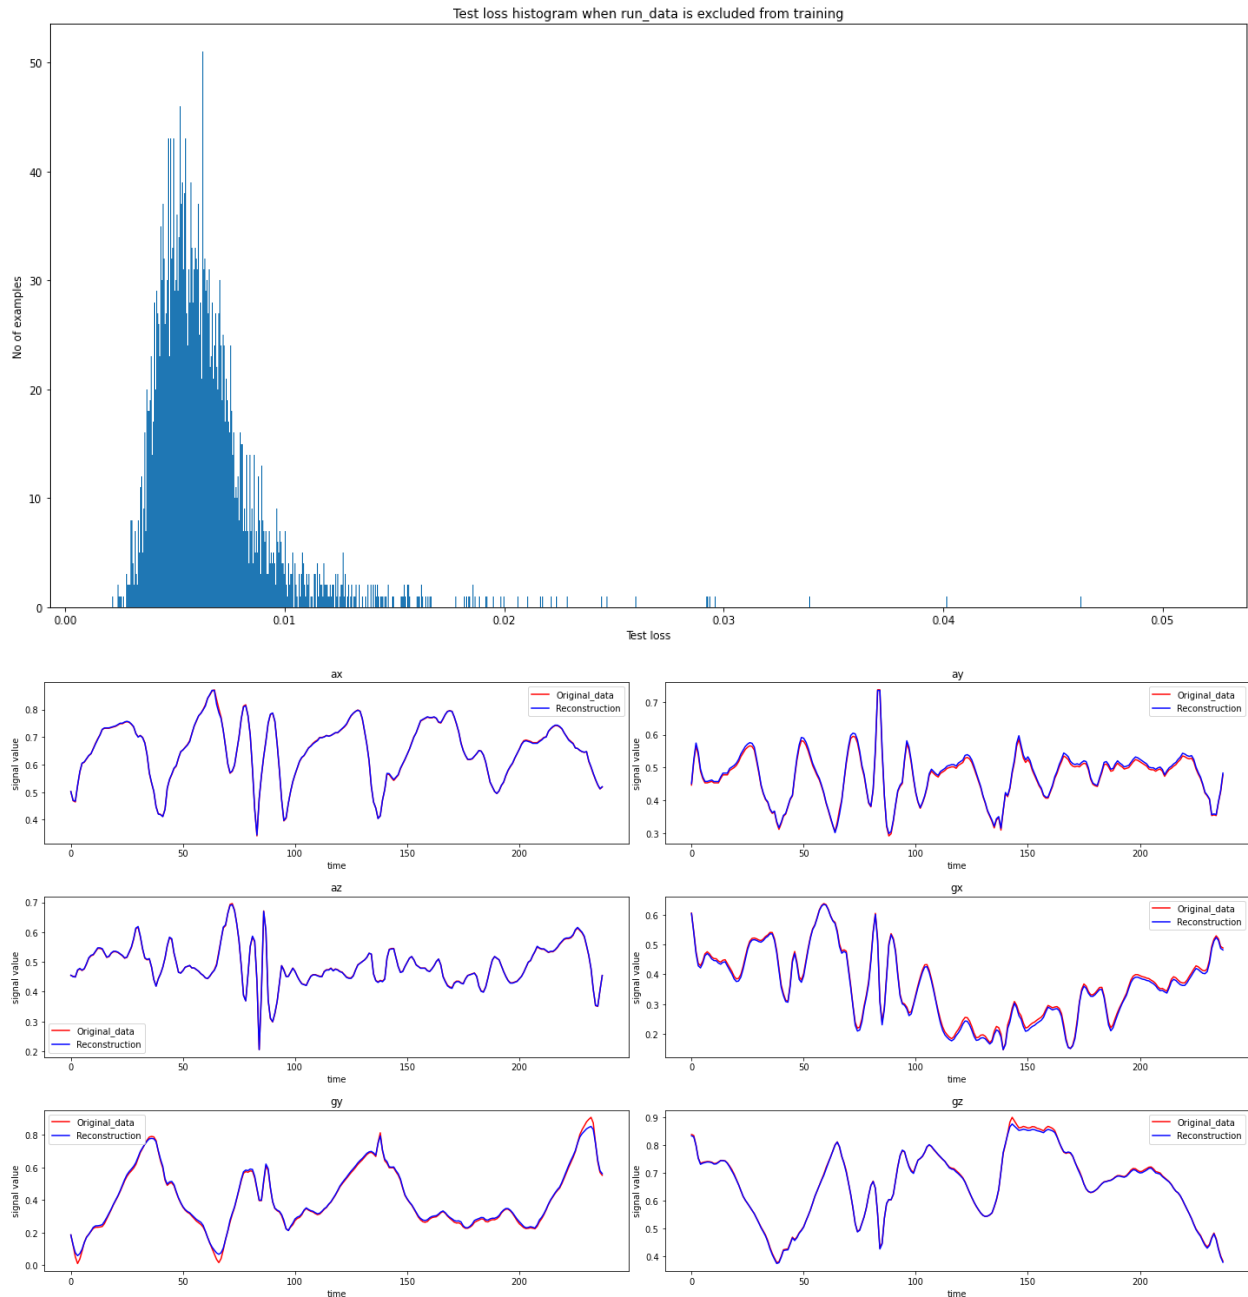 Test loss histogram when run_data is excluded from training
No of examples
50
40
30
20
10
0
0.00 0.01 0.02 0.03 0.04 0.05
Test loss
ax
signal value
0.8
0.7
0.6
0.5
0.4
Original_data
Reconstruction
0 50 100 150 200
time
ay
signal value
0.7
0.6
0.5
0.4
0.3
Original_data
Reconstruction
0 50 100 150 200
time
az
signal value
0.7
0.6
0.5
0.4
0.3
0.2
Original_data
Reconstruction
0 50 100 150 200
time
gx
signal value
0.6
0.5
0.4
0.3
0.2
Original_data
Reconstruction
0 50 100 150 200
time
gy
signal value
0.8
0.6
0.4
0.2
0.0
Original_data
Reconstruction
0 50 100 150 200
time
gz
signal value
0.9
0.8
0.7
0.6
0.5
0.4
Original_data
Reconstruction
0 50 100 150 200
time